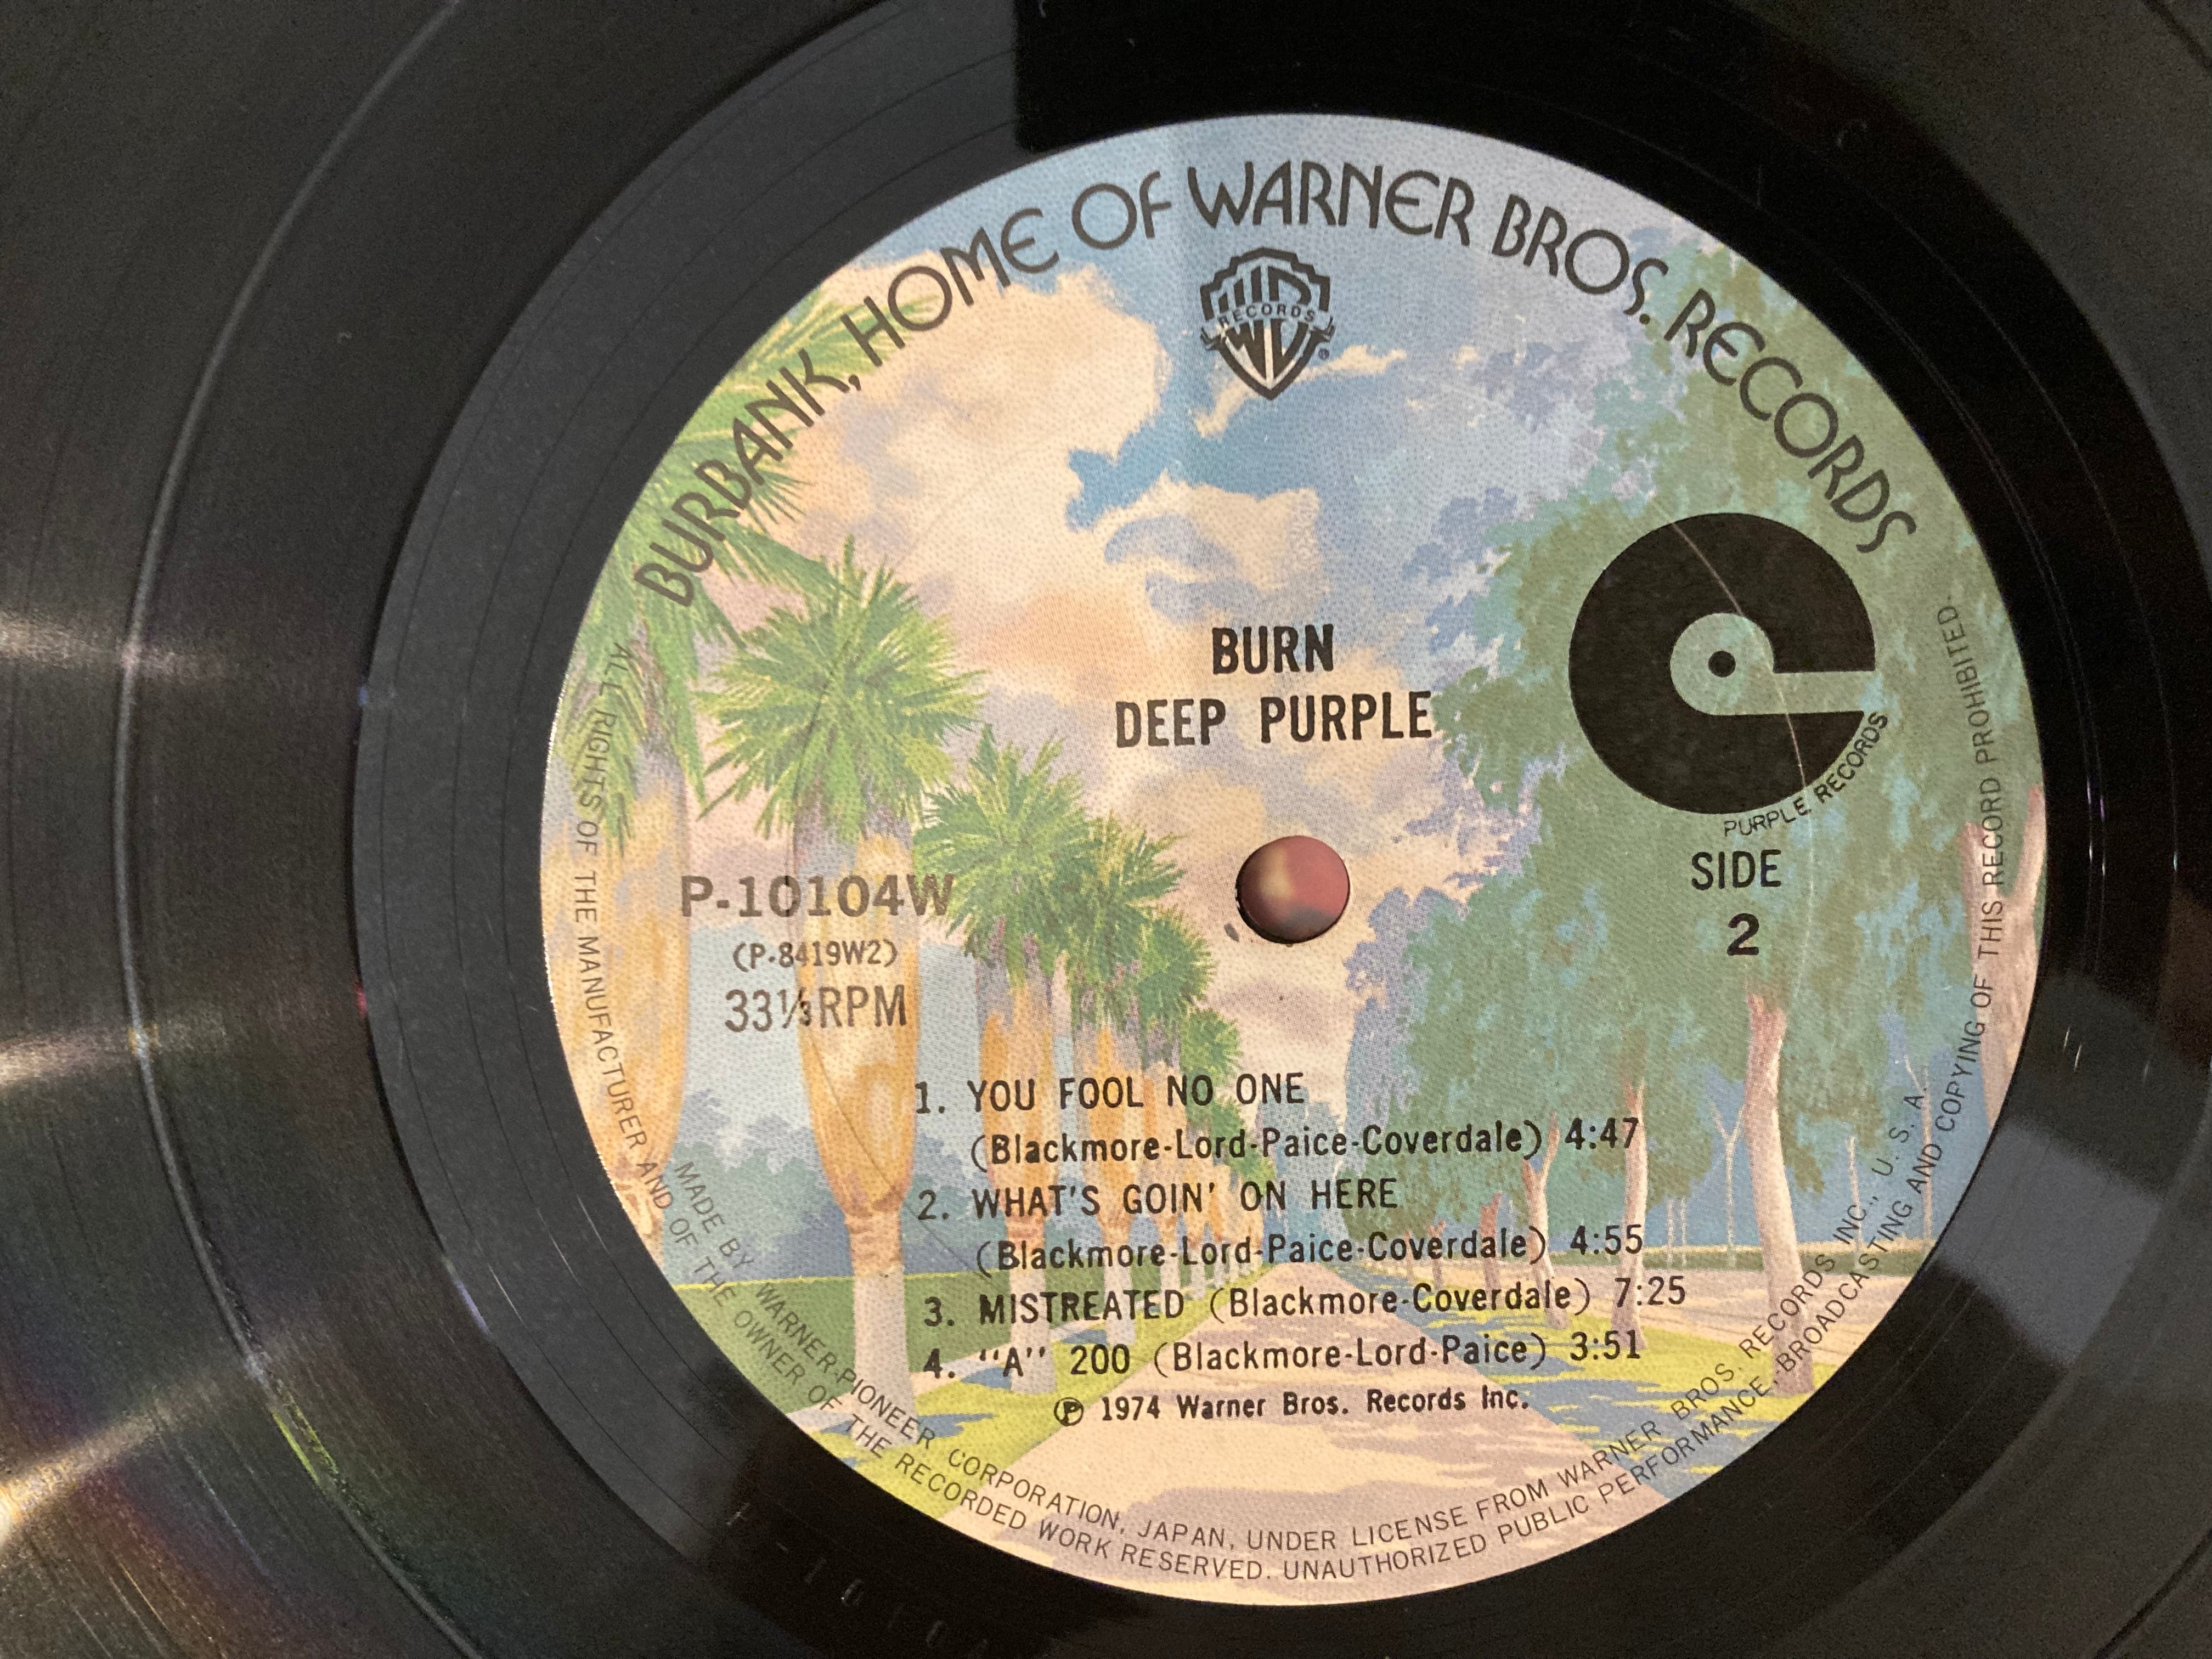 BURBANK, HOME OF WARNER BROS. RECORDS
RECORDS
BURN
DEEP PURPLE
PURPLE RECORDS
SIDE
2
P-10104W
(P-8419W2)
33⅓RPM
1. YOU FOOL NO ONE
(Blackmore-Lord-Paice-Coverdale) 4:47
2. WHAT'S GOIN' ON HERE
(Blackmore-Lord-Paice-Coverdale) 4:55
3. MISTREATED (Blackmore-Coverdale) 7:25
4. "A" 200 (Blackmore-Lord-Paice) 3:51
Ⓟ 1974 Warner Bros. Records Inc.
MADE BY WARNER-PIONEER CORPORATION, JAPAN, UNDER LICENSE FROM WARNER BROS. RECORDS INC., U. S. A.
ALL RIGHTS OF THE MANUFACTURER AND OF THE OWNER OF THE RECORDED WORK RESERVED. UNAUTHORIZED PUBLIC PERFORMANCE, BROADCASTING AND COPYING OF THIS RECORD PROHIBITED.